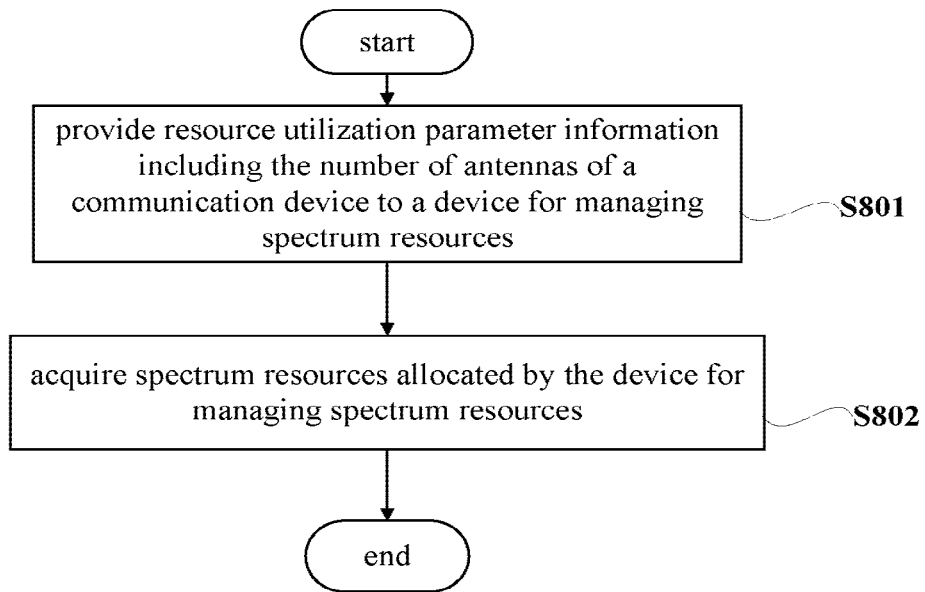 start
provide resource utilization parameter information
including the number of antennas of a
communication device to a device for managing
spectrum resources
S801
acquire spectrum resources allocated by the device for
managing spectrum resources
S802
end